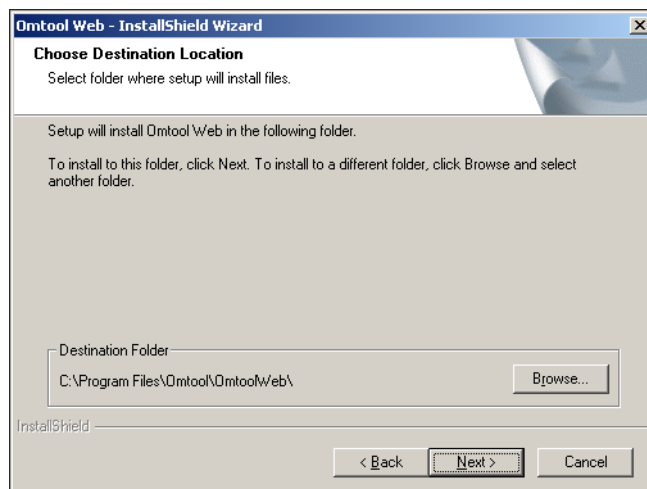 Omtool Web - InstallShield Wizard
Choose Destination Location
Select folder where setup will install files.
Setup will install Omtool Web in the following folder.
To install to this folder, click Next. To install to a different folder, click Browse and select
another folder.
Destination Folder
C:\Program Files\Omtool\OmtoolWeb\
Browse...
InstallShield
< Back
Next >
Cancel